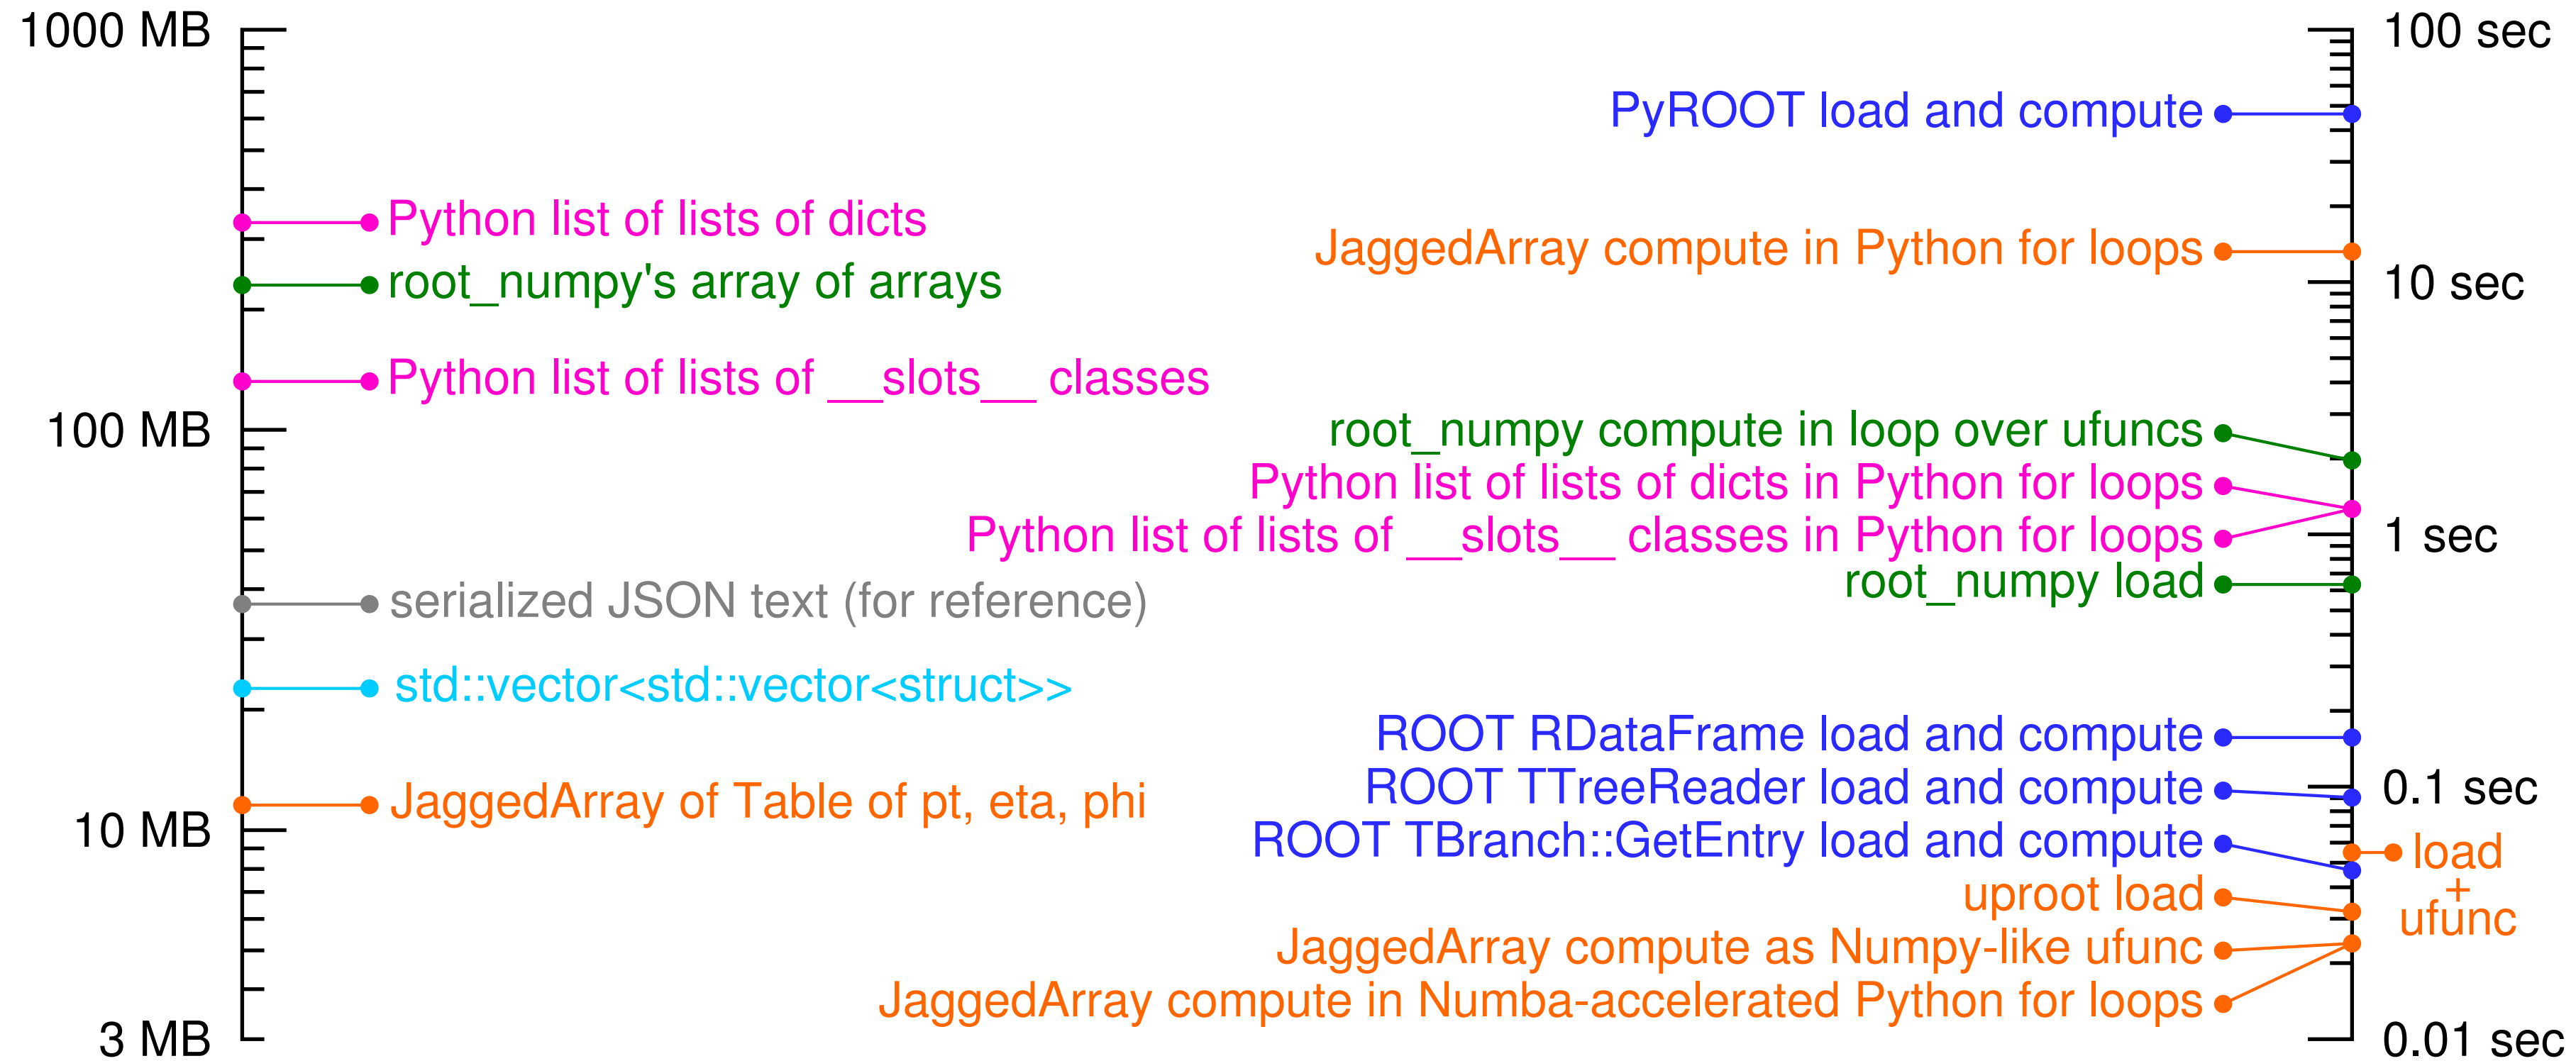 1000 MB
100 sec
PyROOT load and compute
Python list of lists of dicts
JaggedArray compute in Python for loops
root_numpy's array of arrays
10 sec
Python list of lists of __slots__ classes
100 MB
root_numpy compute in loop over ufuncs
Python list of lists of dicts in Python for loops
Python list of lists of __slots__ classes in Python for loops
1 sec
root_numpy load
serialized JSON text (for reference)
std::vector<std::vector<struct>>
ROOT RDataFrame load and compute
ROOT TTreeReader load and compute
0.1 sec
JaggedArray of Table of pt, eta, phi
10 MB
ROOT TBranch::GetEntry load and compute
load
+
ufunc
uproot load
JaggedArray compute as Numpy-like ufunc
JaggedArray compute in Numba-accelerated Python for loops
3 MB
0.01 sec